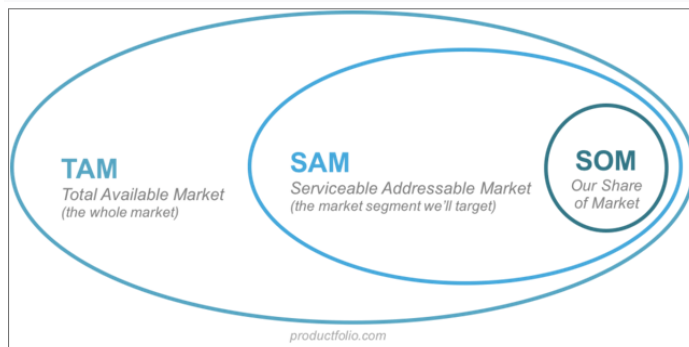 TAM
Total Available Market
(the whole market)
SAM
Serviceable Addressable Market
(the market segment we'll target)
SOM
Our Share
of Market
productfolio.com